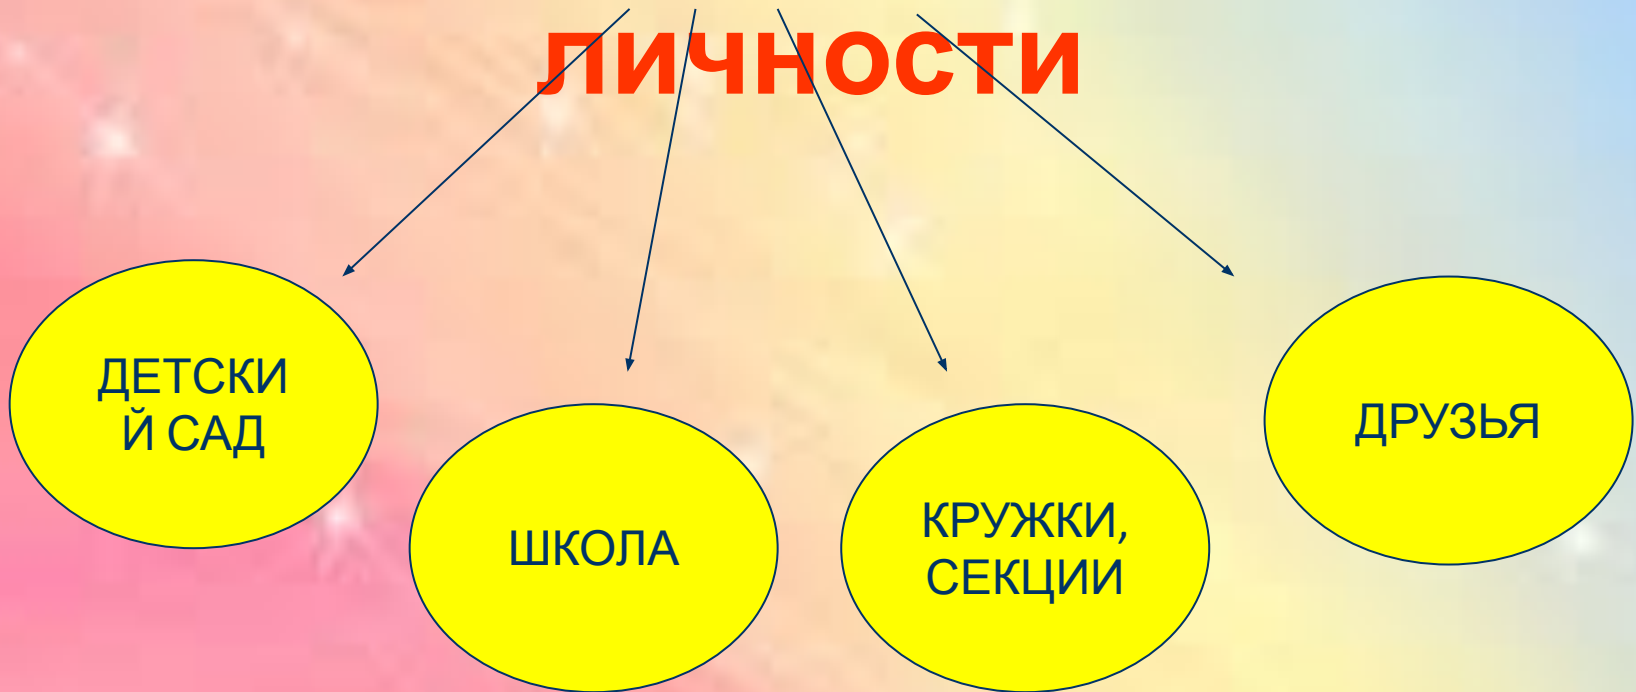 личности
ДЕТСКИ
Й САД
ШКОЛА
КРУЖКИ,
СЕКЦИИ
ДРУЗЬЯ